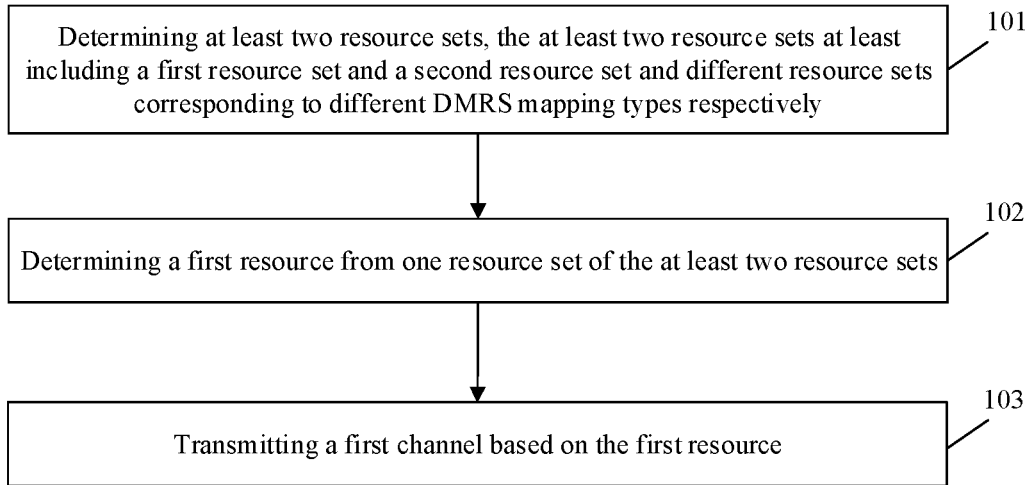 101
Determining at least two resource sets, the at least two resource sets at least
including a first resource set and a second resource set and different resource sets
corresponding to different DMRS mapping types respectively
102
Determining a first resource from one resource set of the at least two resource sets
103
Transmitting a first channel based on the first resource